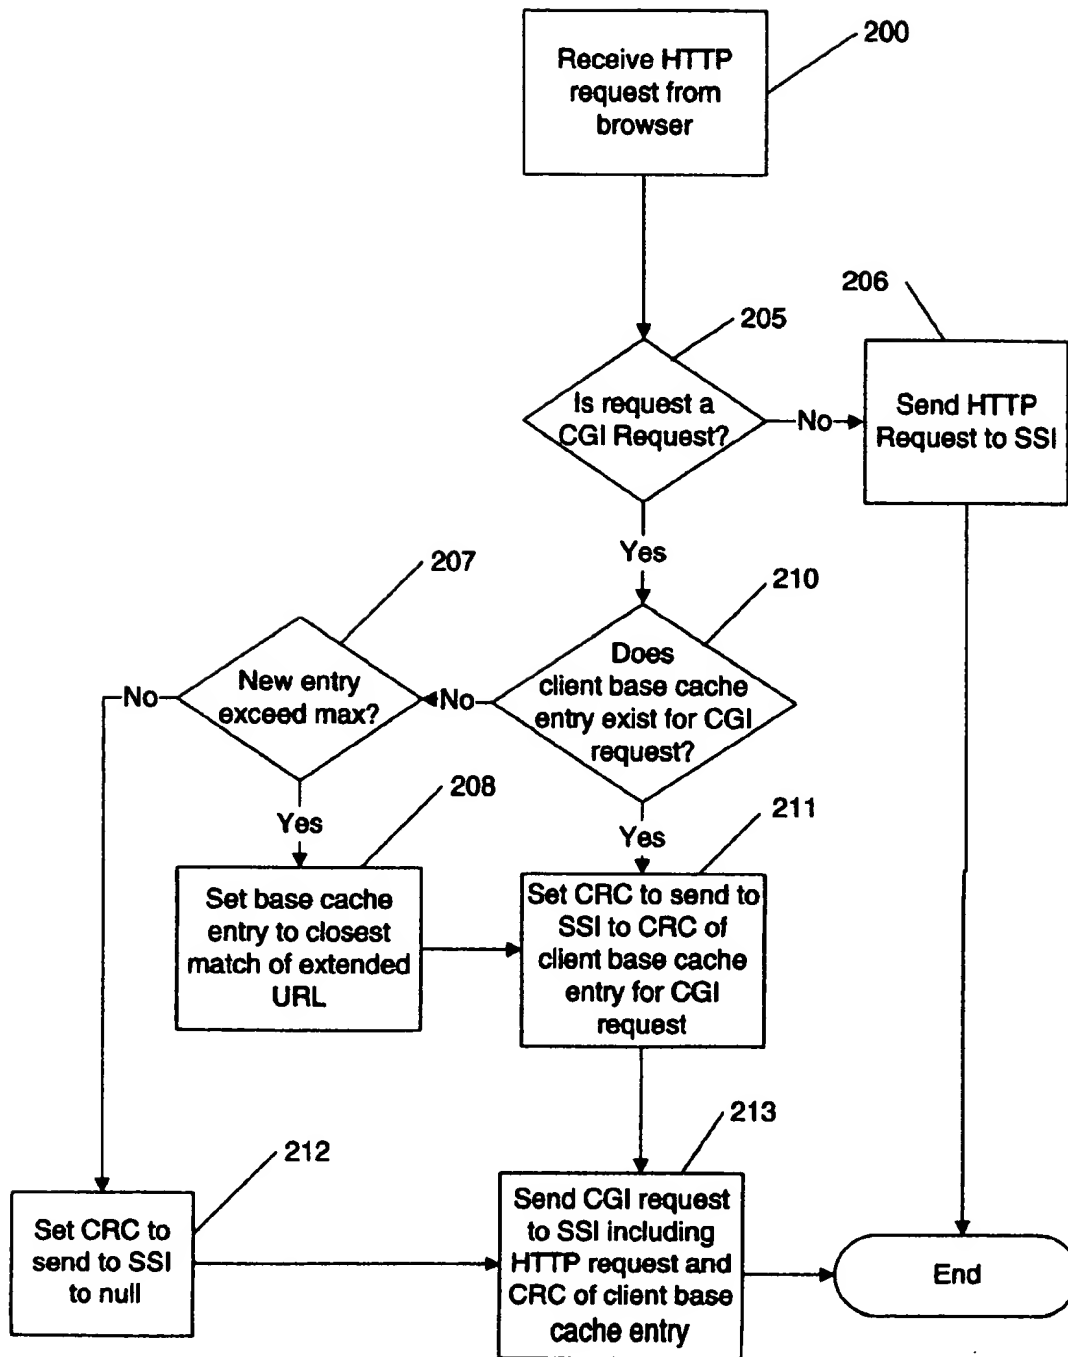 200
Receive HTTP
request from
browser
206
205
Is request a
CGI Request?
No
Send HTTP
Request to SSI
Yes
207
210
New entry
exceed max?
No
No
Does
client base cache
entry exist for CGI
request?
208
Yes
Yes
211
Set base cache
entry to closest
match of extended
URL
Set CRC to send to
SSI to CRC of
client base cache
entry for CGI
request
213
212
Set CRC to
send to SSI
to null
Send CGI request
to SSI including
HTTP request and
CRC of client base
cache entry
End